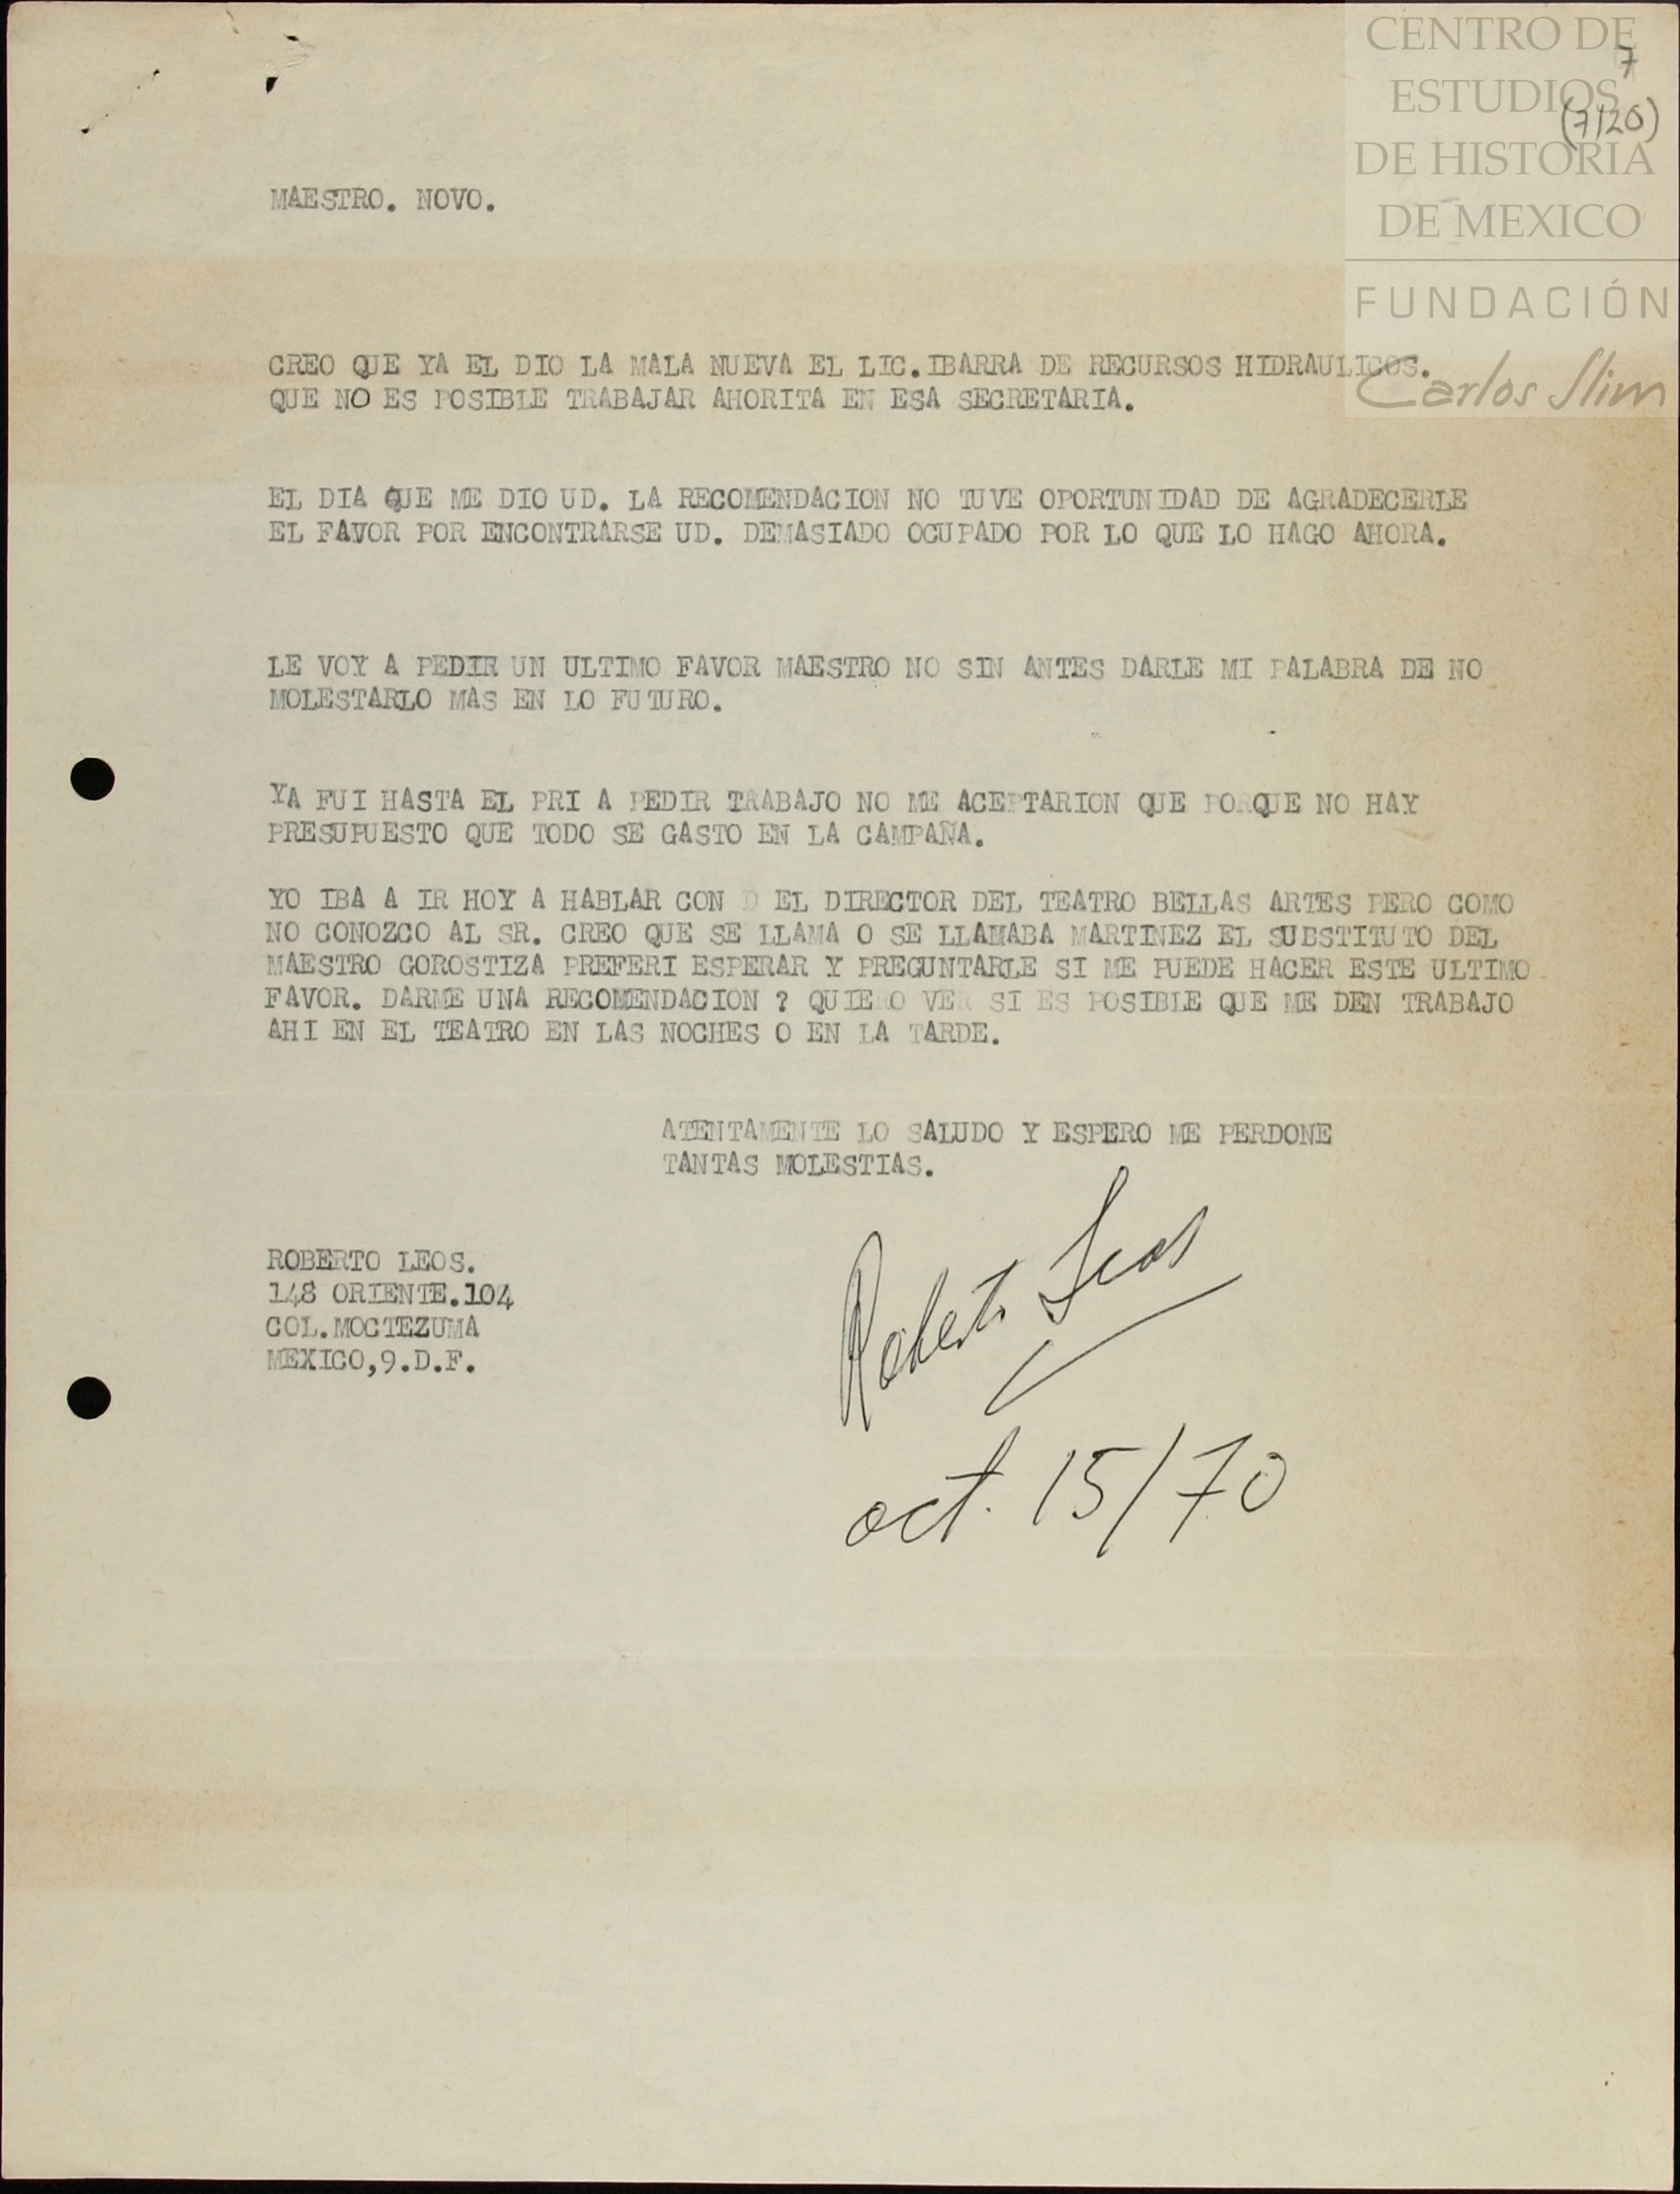 CENTRO DE
ESTUDIOS
DE HISTORIA
DE MEXICO
FUNDACIÓN
Carlos Slim
7
(7/20)
MAESTRO. NOVO.
CREO QUE YA EL DIO LA MALA NUEVA EL LIC.IBARRA DE RECURSOS HIDRAULICOS.
QUE NO ES POSIBLE TRABAJAR AHORITA EN ESA SECRETARIA.
EL DIA QUE ME DIO UD. LA RECOMENDACION NO TUVE OPORTUNIDAD DE AGRADECERLE
EL FAVOR POR ENCONTRARSE UD. DEMASIADO OCUPADO POR LO QUE LO HAGO AHORA.
LE VOY A PEDIR UN ULTIMO FAVOR MAESTRO NO SIN ANTES DARLE MI PALABRA DE NO
MOLESTARLO MAS EN LO FUTURO.
YA FUI HASTA EL PRI A PEDIR TRABAJO NO ME ACEPTARION QUE PORQUE NO HAY
PRESUPUESTO QUE TODO SE GASTO EN LA CAMPAÑA.
YO IBA A IR HOY A HABLAR CON D EL DIRECTOR DEL TEATRO BELLAS ARTES PERO COMO
NO CONOZCO AL SR. CREO QUE SE LLAMA O SE LLAMABA MARTINEZ EL SUBSTITUTO DEL
MAESTRO GOROSTIZA PREFERI ESPERAR Y PREGUNTARLE SI ME PUEDE HACER ESTE ULTIMO
FAVOR. DARME UNA RECOMENDACION ? QUIERO VER SI ES POSIBLE QUE ME DEN TRABAJO
AHI EN EL TEATRO EN LAS NOCHES O EN LA TARDE.
ATENTAMENTE LO SALUDO Y ESPERO ME PERDONE
TANTAS MOLESTIAS.
ROBERTO LEOS.
148 ORIENTE.104
COL.MOCTEZUMA
MEXICO,9.D.F.
Roberto Leos
oct. 15/70